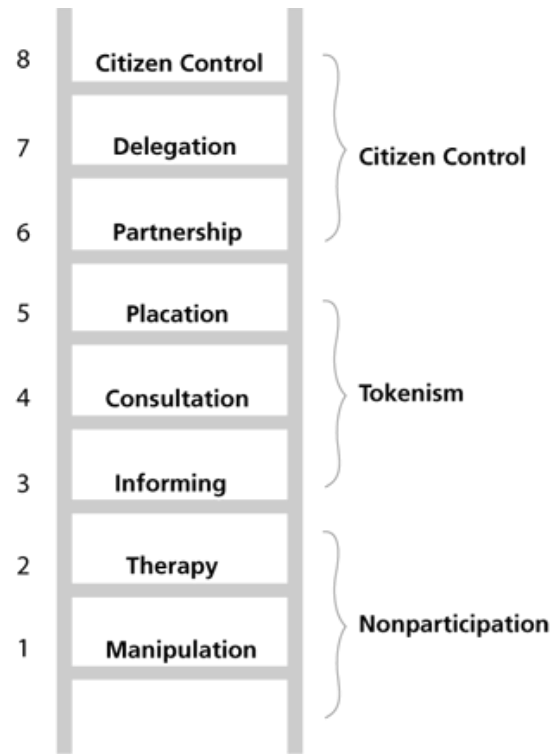 8 Citizen Control
7 Delegation
Citizen Control
6 Partnership
5 Placation
4 Consultation
Tokenism
3 Informing
2 Therapy
Nonparticipation
1 Manipulation